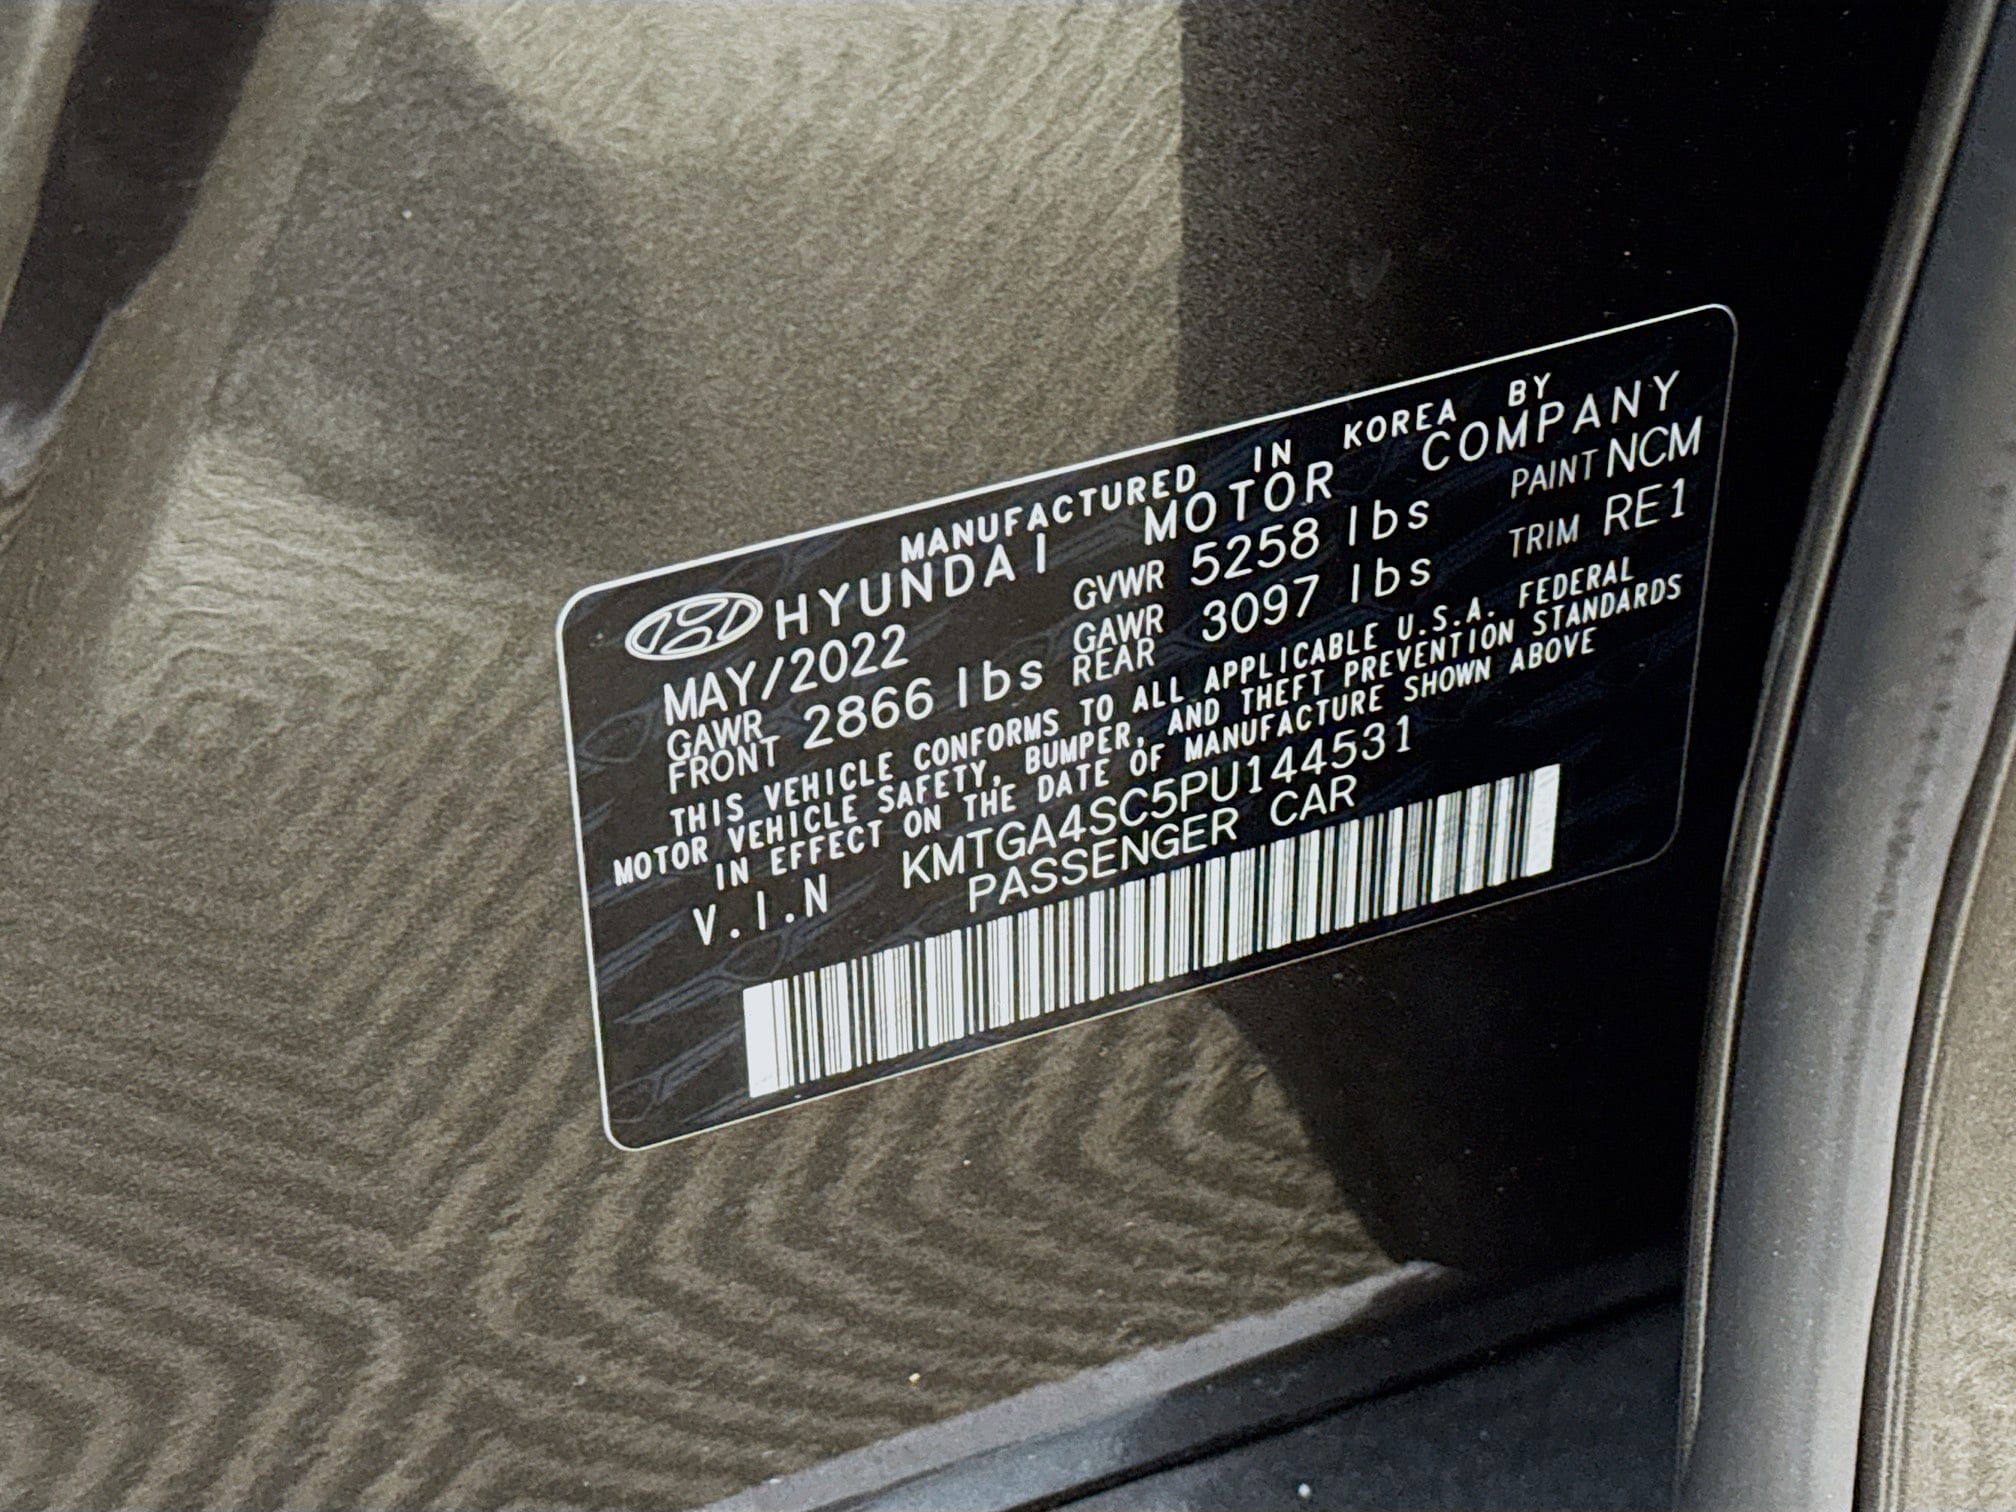 MANUFACTURED IN KOREA BY
HYUNDAI MOTOR COMPANY
MAY/2022 GVWR 5258 lbs PAINT NCM
GAWR FRONT 2866 lbs GAWR REAR 3097 lbs TRIM RE1
THIS VEHICLE CONFORMS TO ALL APPLICABLE U.S.A. FEDERAL
MOTOR VEHICLE SAFETY, BUMPER, AND THEFT PREVENTION STANDARDS
IN EFFECT ON THE DATE OF MANUFACTURE SHOWN ABOVE
V.I.N KMTGA4SC5PU144531
PASSENGER CAR